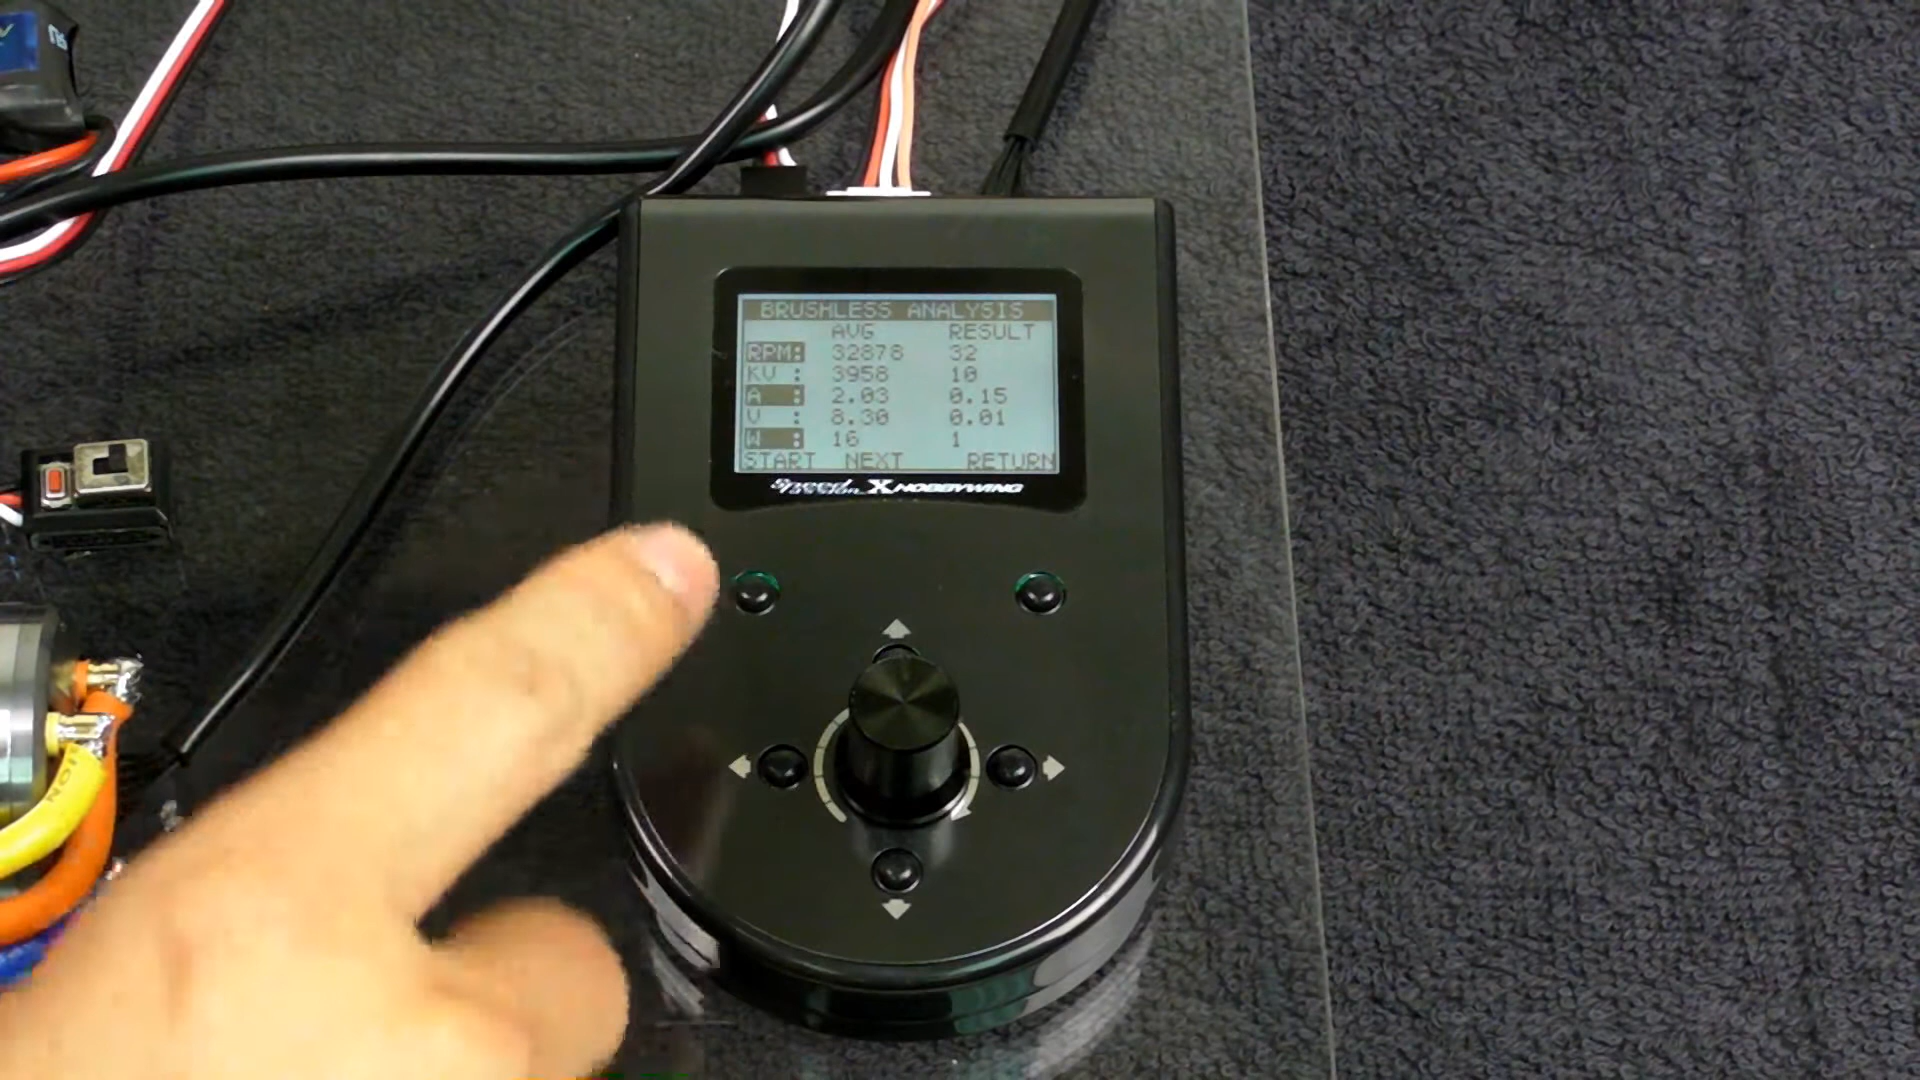 BRUSHLESS ANALYSIS
AVG RESULT
RPM: 32878 32
KV : 3958 10
A : 2.03 0.15
V : 8.30 0.01
W : 16 1
START NEXT RETURN
X HOBBYWING